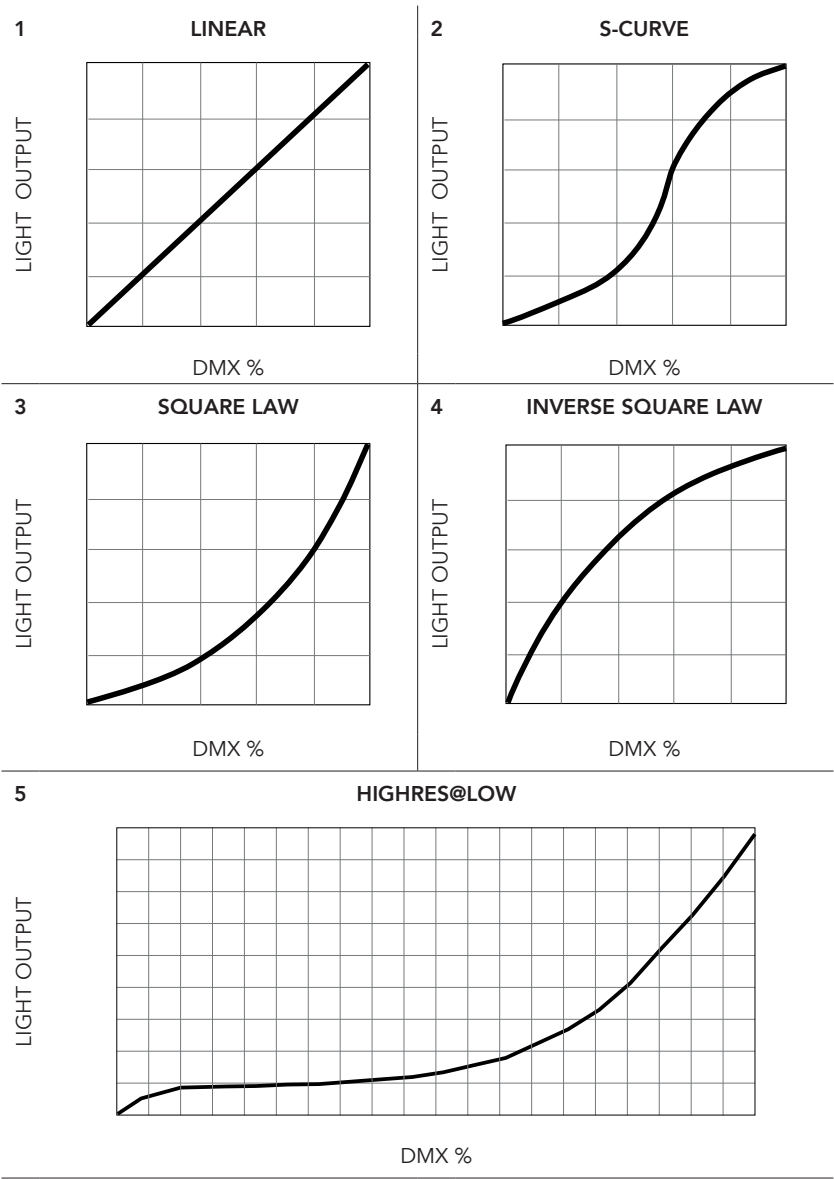 1 LINEAR
LIGHT OUTPUT
DMX %
2 S-CURVE
LIGHT OUTPUT
DMX %
3 SQUARE LAW
LIGHT OUTPUT
DMX %
4 INVERSE SQUARE LAW
LIGHT OUTPUT
DMX %
5 HIGHRES@LOW
LIGHT OUTPUT
DMX %